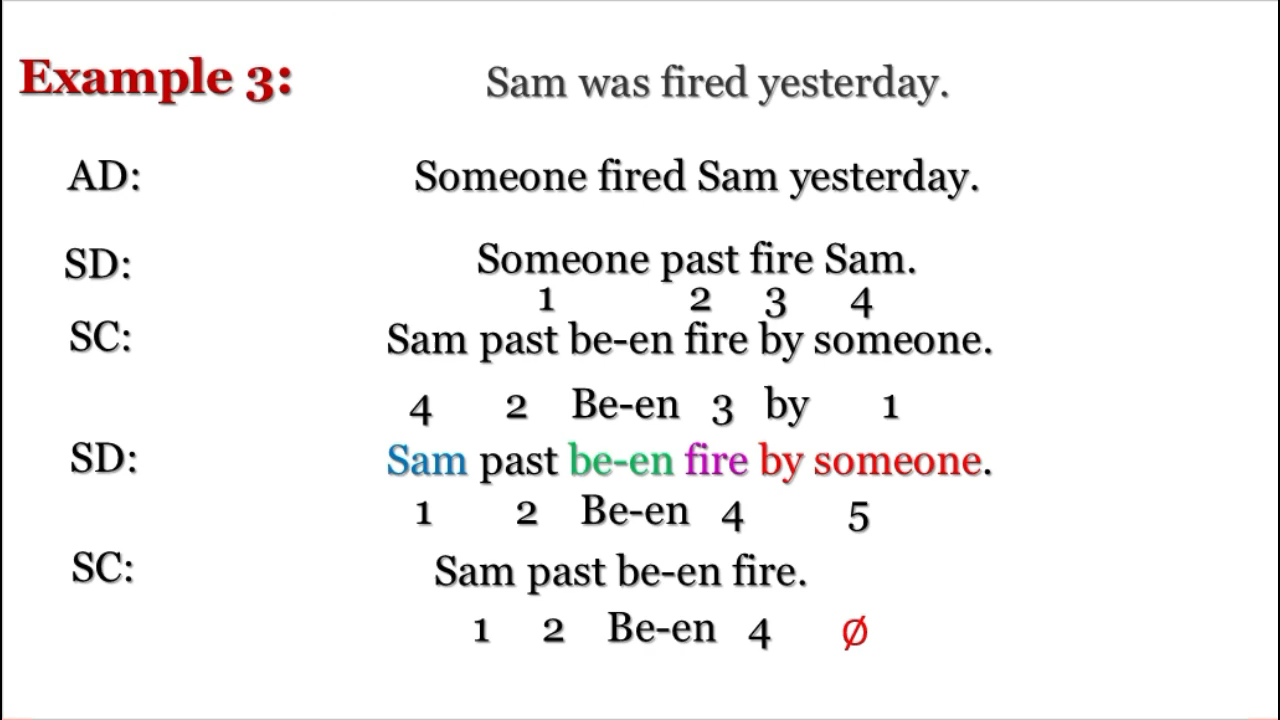 Example 3: Sam was fired yesterday.
AD: Someone fired Sam yesterday.
SD: Someone past fire Sam.
1 2 3 4
SC: Sam past be-en fire by someone.
4 2 Be-en 3 by 1
SD: Sam past be-en fire by someone.
1 2 Be-en 4 5
SC: Sam past be-en fire.
1 2 Be-en 4 Ø